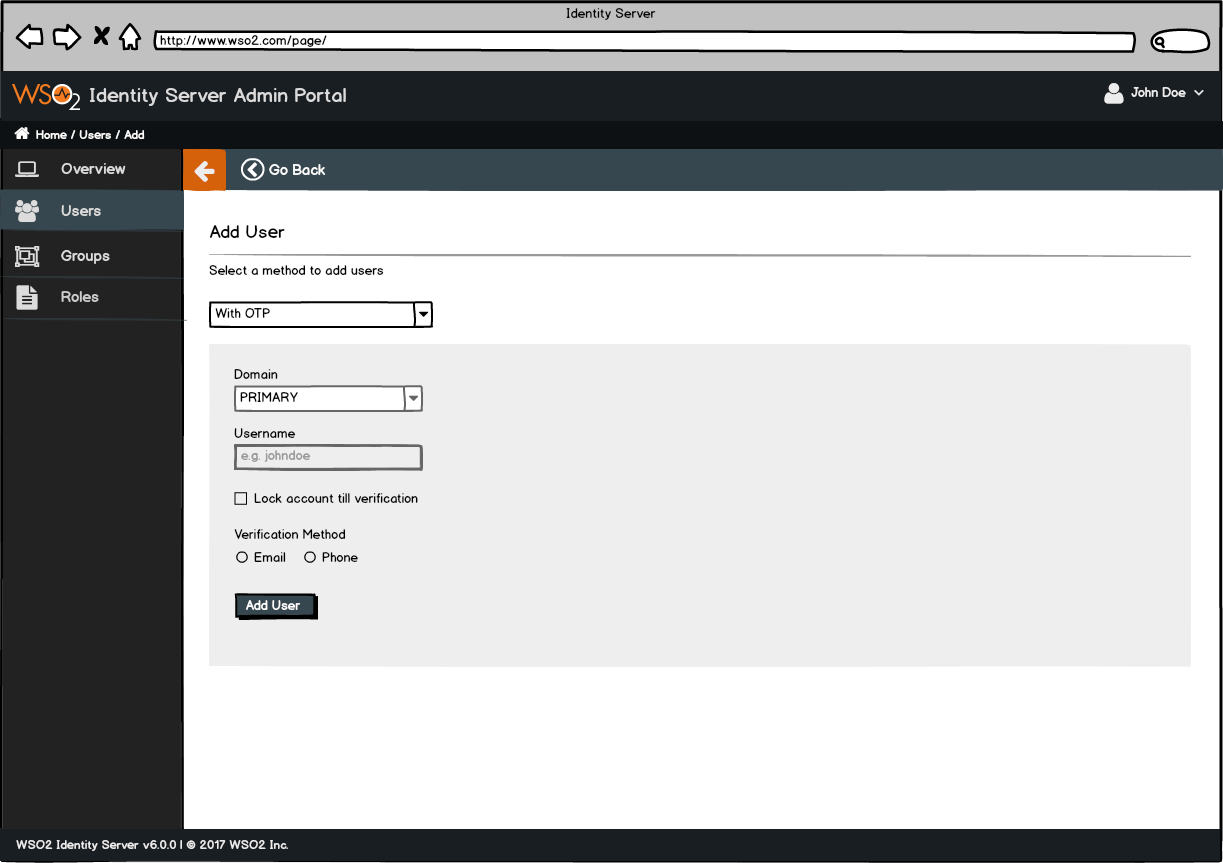 Identity Server
http://www.wso2.com/page/
WSO2 Identity Server Admin Portal
John Doe
Home / Users / Add
Overview
Go Back
Users
Groups
Roles
Add User
Select a method to add users
With OTP
Domain
PRIMARY
Username
e.g. johndoe
Lock account till verification
Verification Method
Email Phone
Add User
WSO2 Identity Server v6.0.0 | © 2017 WSO2 Inc.